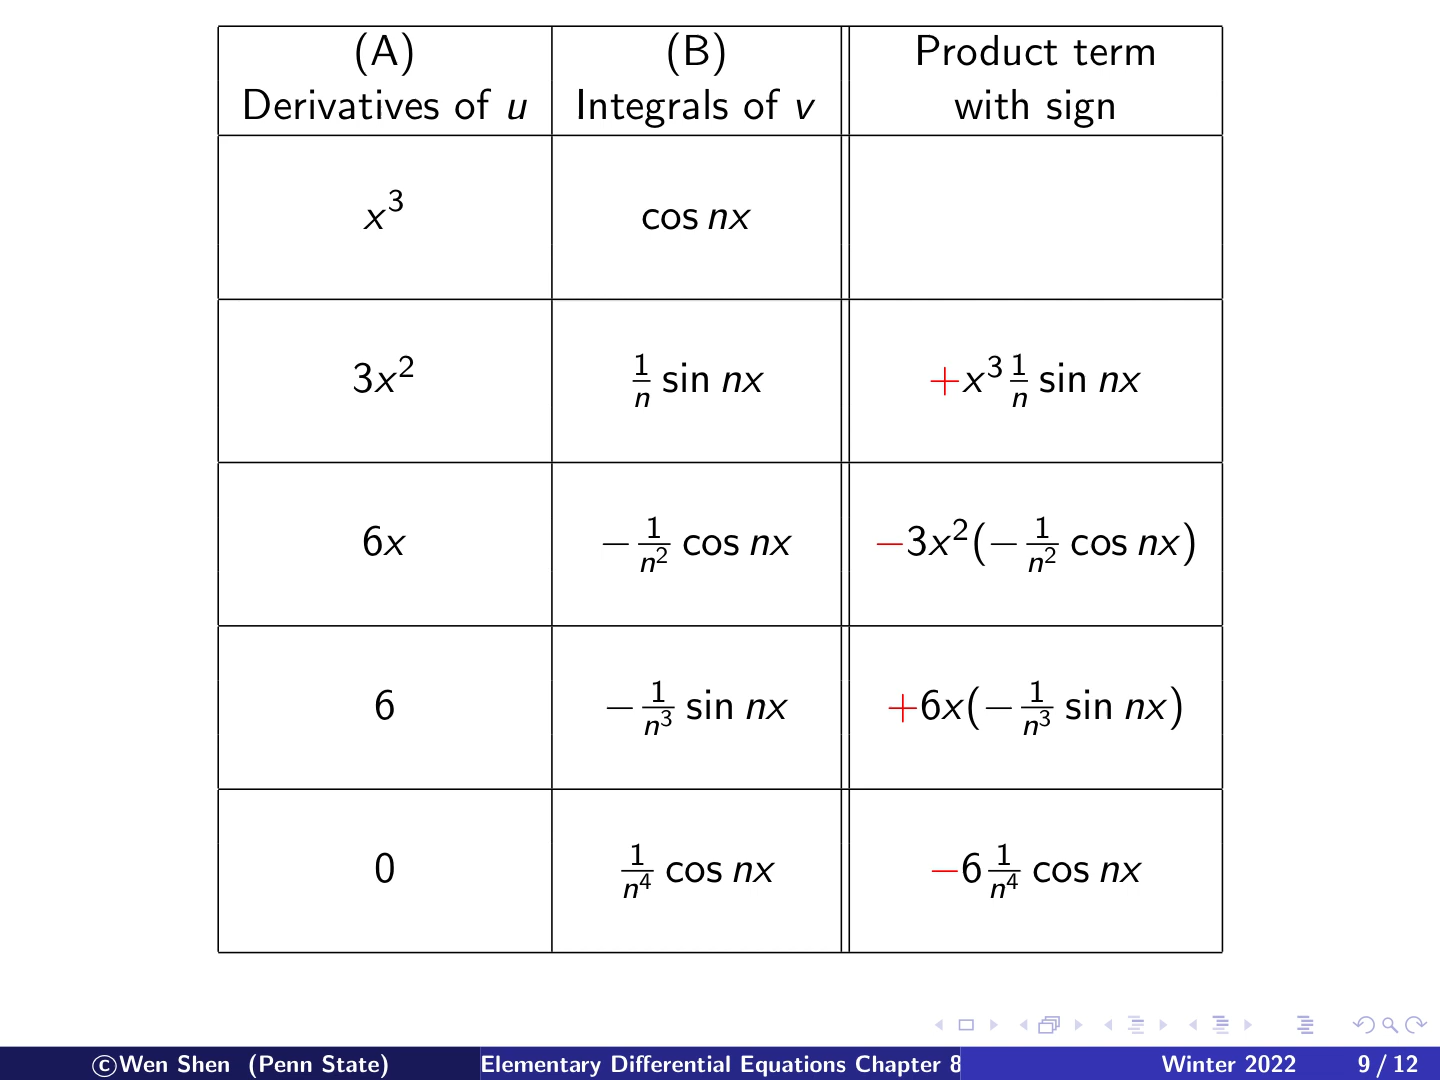 (A) (B) Product term
Derivatives of u Integrals of v with sign
x³ cos nx
3x² 1/n sin nx +x³ 1/n sin nx
6x −1/n² cos nx −3x²(−1/n² cos nx)
6 −1/n³ sin nx +6x(−1/n³ sin nx)
0 1/n⁴ cos nx −6 1/n⁴ cos nx
©Wen Shen (Penn State) Elementary Differential Equations Chapter 8 Winter 2022 9 / 12